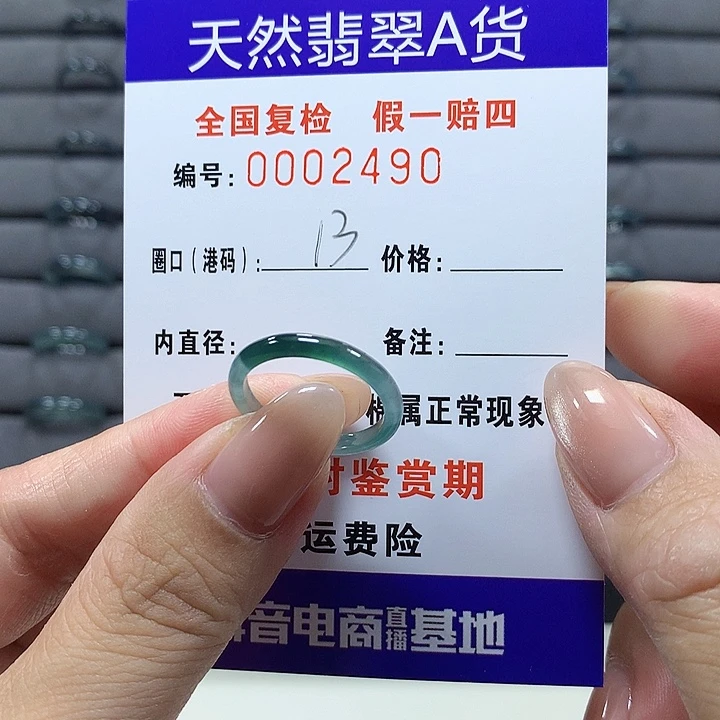 天然翡翠A货
全国复检 假一赔四
编号:0002490
圈口(港码):13 价格:
内直径: 备注:
属正常现象
时鉴赏期
运费险
音电商直播基地